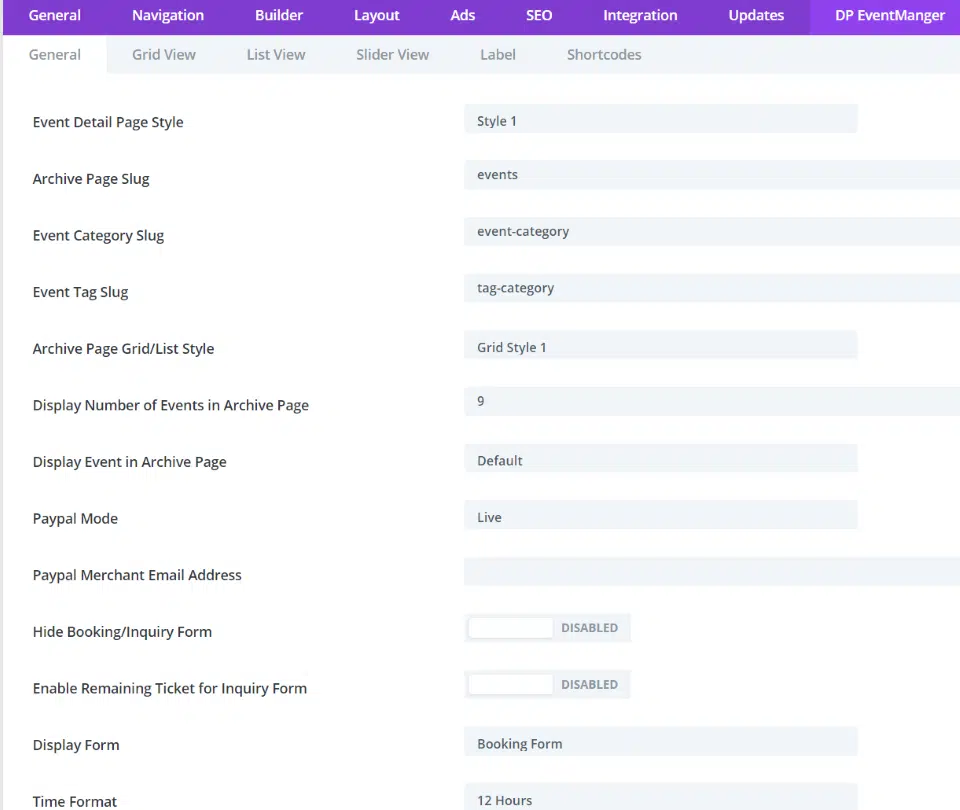 General Navigation Builder Layout Ads SEO Integration Updates DP EventManger
General Grid View List View Slider View Label Shortcodes
Event Detail Page Style Style 1
Archive Page Slug events
Event Category Slug event-category
Event Tag Slug tag-category
Archive Page Grid/List Style Grid Style 1
Display Number of Events in Archive Page 9
Display Event in Archive Page Default
Paypal Mode Live
Paypal Merchant Email Address
Hide Booking/Inquiry Form DISABLED
Enable Remaining Ticket for Inquiry Form DISABLED
Display Form Booking Form
Time Format 12 Hours